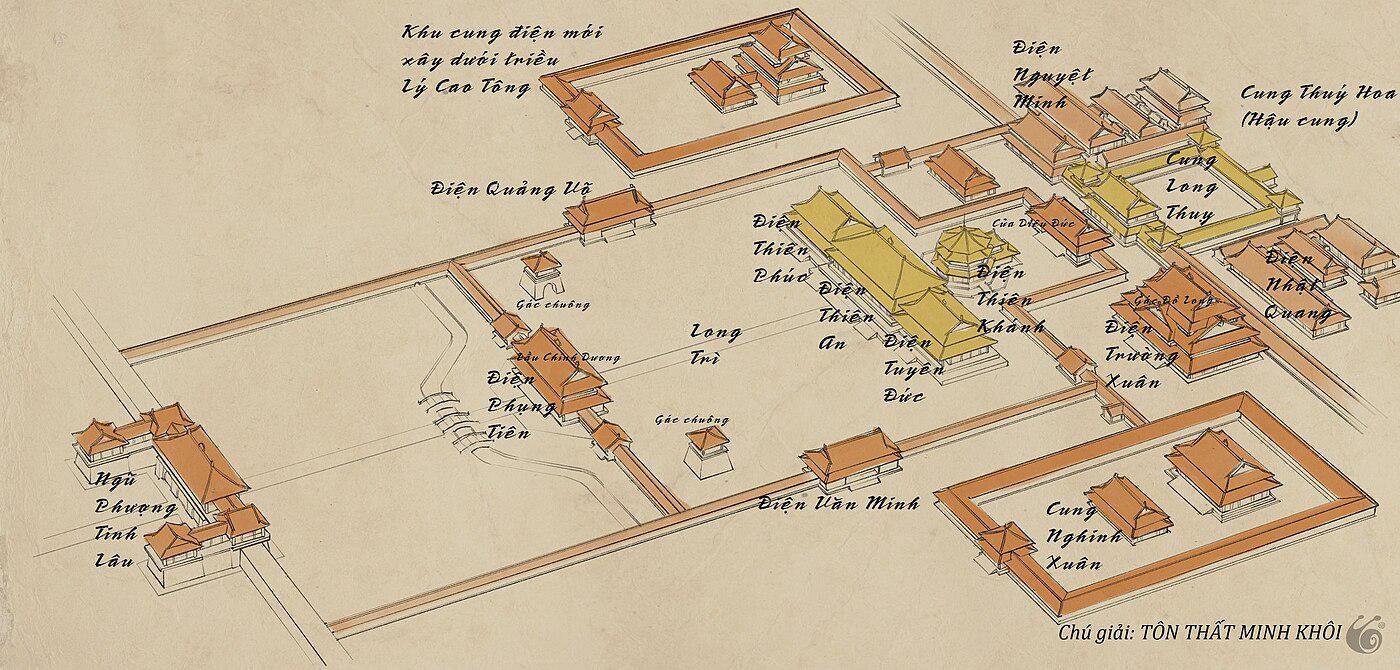 Khu cung điện mới
xây dưới triều
Lý Cao Tông
Điện
Nguyệt
Minh
Cung Thuý Hoa
(Hậu cung)
Cung
Long
Thuỵ
Điện Quảng Võ
Điện
Thiên
Phúc
Cửa Diệu Đức
Điện
Thiên
Khánh
Điện
Nhật
Quang
Gác chuông
Điện
Thiên
An
Gác Đồ Long
Điện
Trường
Xuân
Long
Trì
Điện
Tuyên
Đức
Lầu Chính Dương
Điện
Phụng
Tiên
Gác chuông
Ngũ
Phượng
Tinh
Lâu
Điện Văn Minh
Cung
Nghinh
Xuân
Chú giải: TÔN THẤT MINH KHÔI